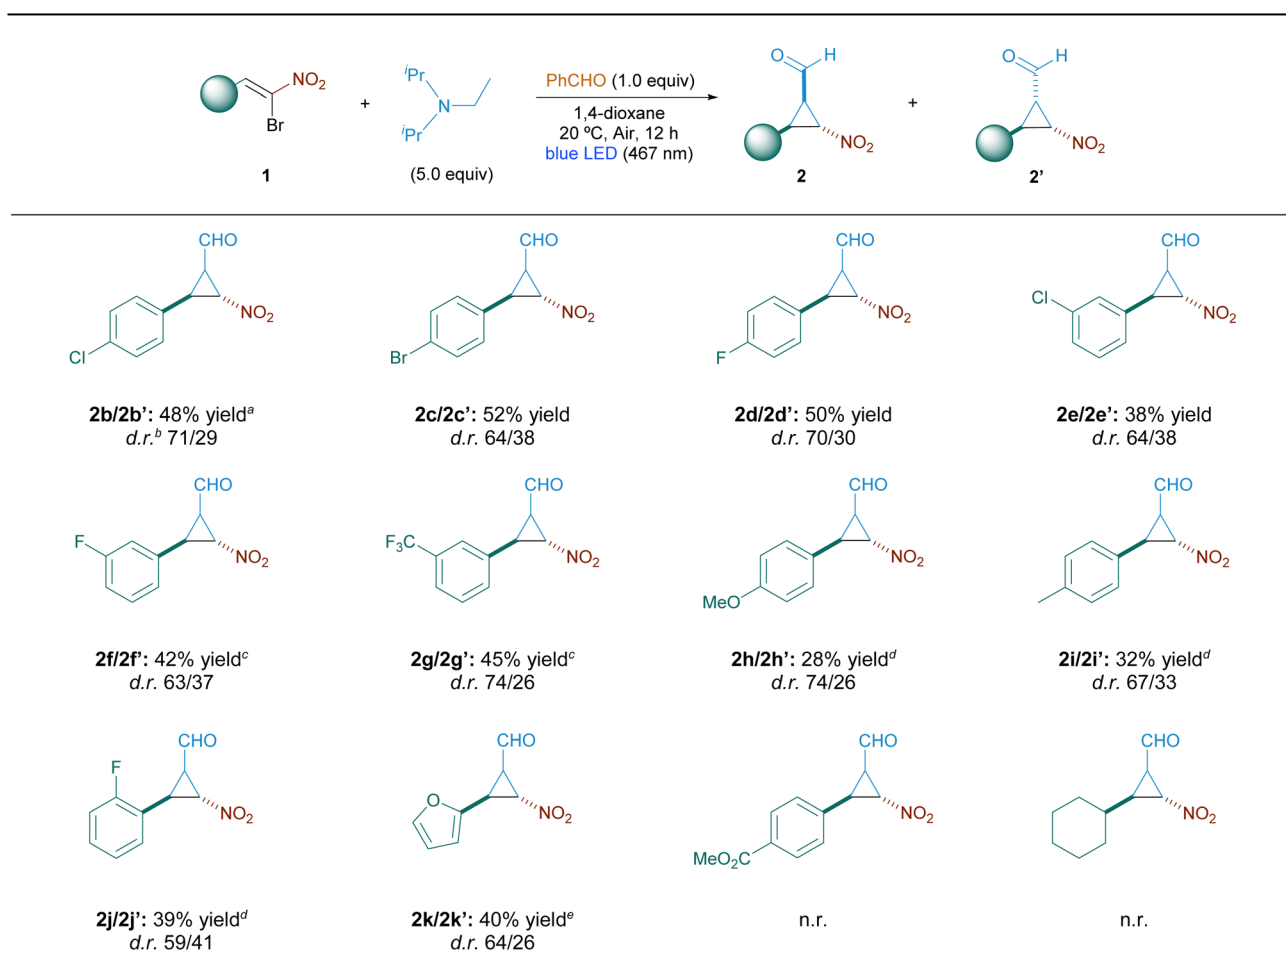 NO₂
Br
1
+
ⁱPr
N
ⁱPr
(5.0 equiv)
PhCHO (1.0 equiv)
1,4-dioxane
20 ºC, Air, 12 h
blue LED (467 nm)
O
H
NO₂
2
+
O
H
NO₂
2’
CHO
NO₂
Cl
2b/2b’: 48% yieldᵃ
d.r.ᵇ 71/29
CHO
NO₂
Br
2c/2c’: 52% yield
d.r. 64/38
CHO
NO₂
F
2d/2d’: 50% yield
d.r. 70/30
CHO
Cl
NO₂
2e/2e’: 38% yield
d.r. 64/38
CHO
F
NO₂
2f/2f’: 42% yieldᶜ
d.r. 63/37
CHO
F₃C
NO₂
2g/2g’: 45% yieldᶜ
d.r. 74/26
CHO
NO₂
MeO
2h/2h’: 28% yieldᵈ
d.r. 74/26
CHO
NO₂
2i/2i’: 32% yieldᵈ
d.r. 67/33
CHO
F
NO₂
2j/2j’: 39% yieldᵈ
d.r. 59/41
CHO
O
NO₂
2k/2k’: 40% yieldᵉ
d.r. 64/26
CHO
NO₂
MeO₂C
n.r.
CHO
NO₂
n.r.